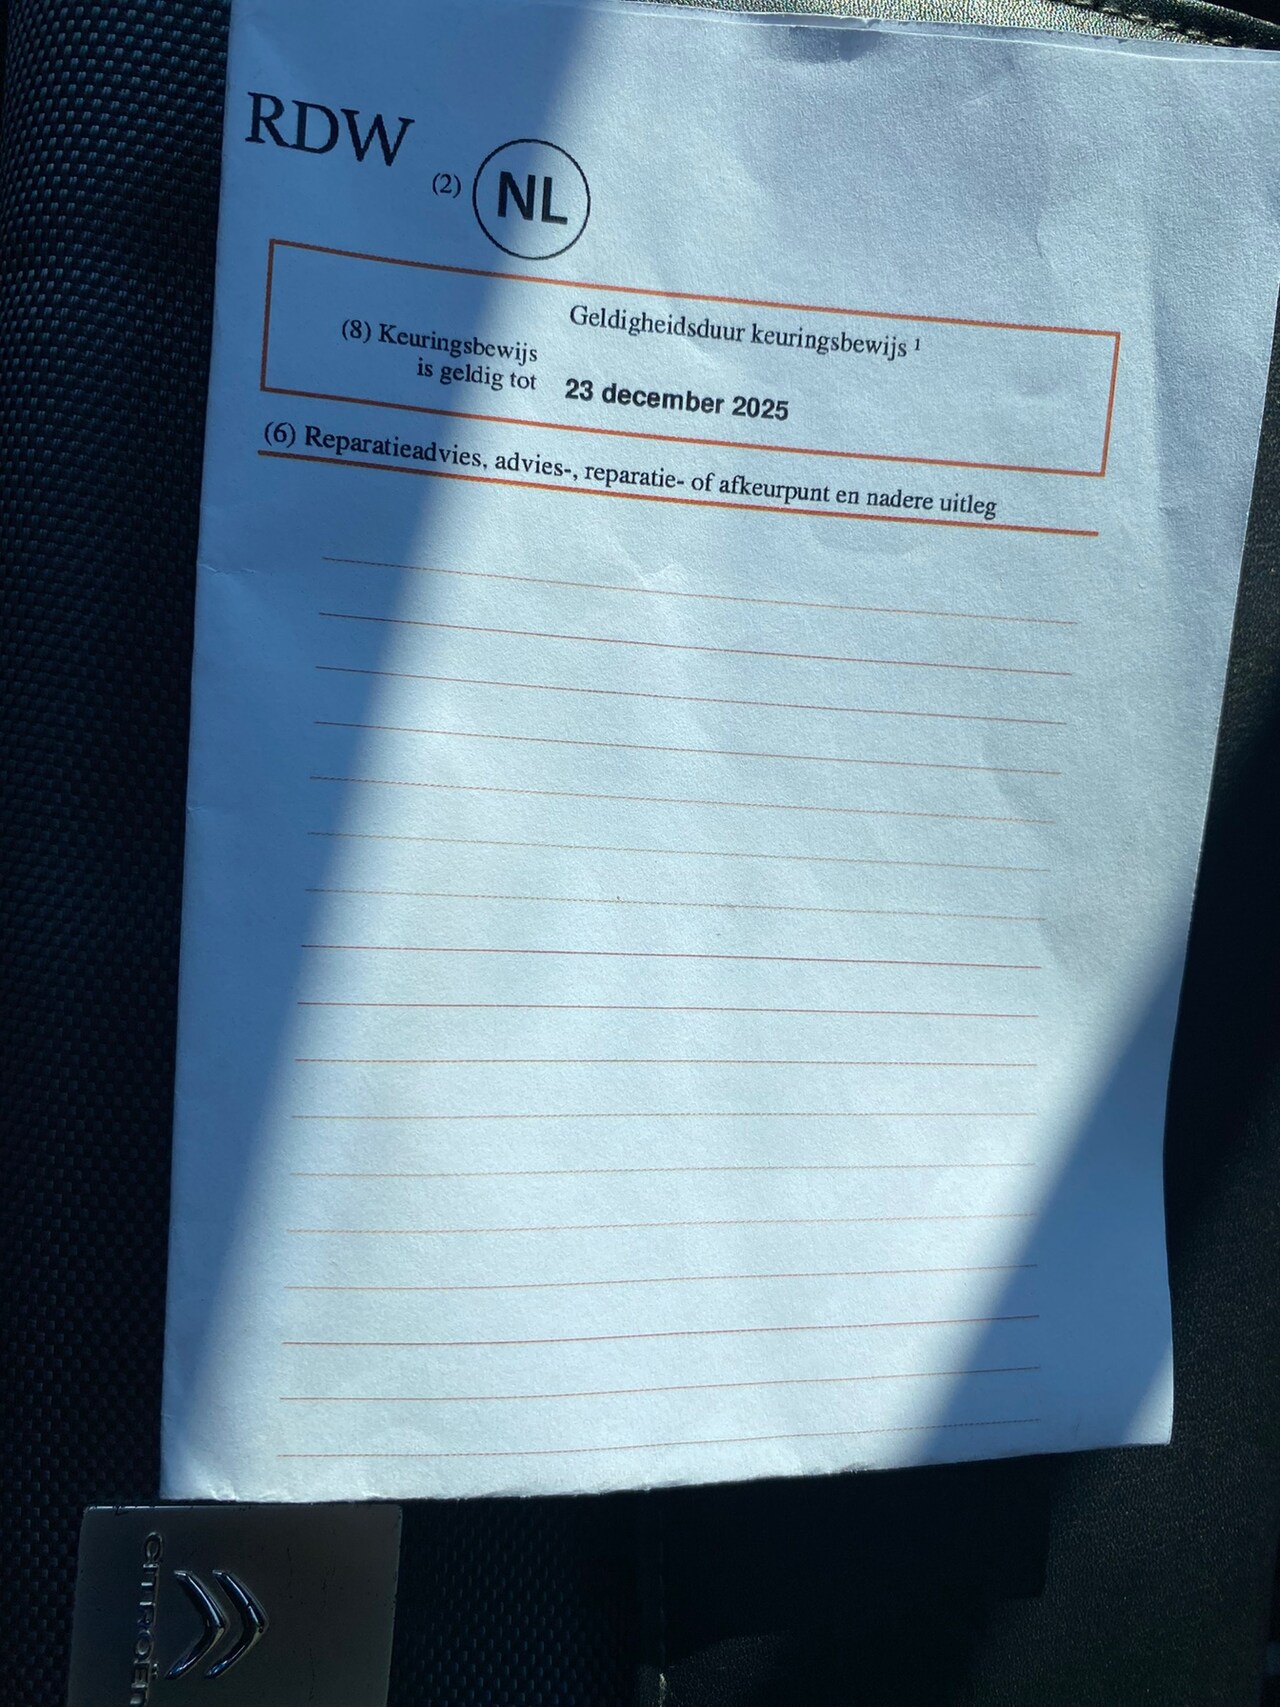 RDW
(2) NL
Geldigheidsduur keuringsbewijs 1
(8) Keuringsbewijs
is geldig tot 23 december 2025
(6) Reparatieadvies, advies-, reparatie- of afkeurpunt en nadere uitleg
CITROËN